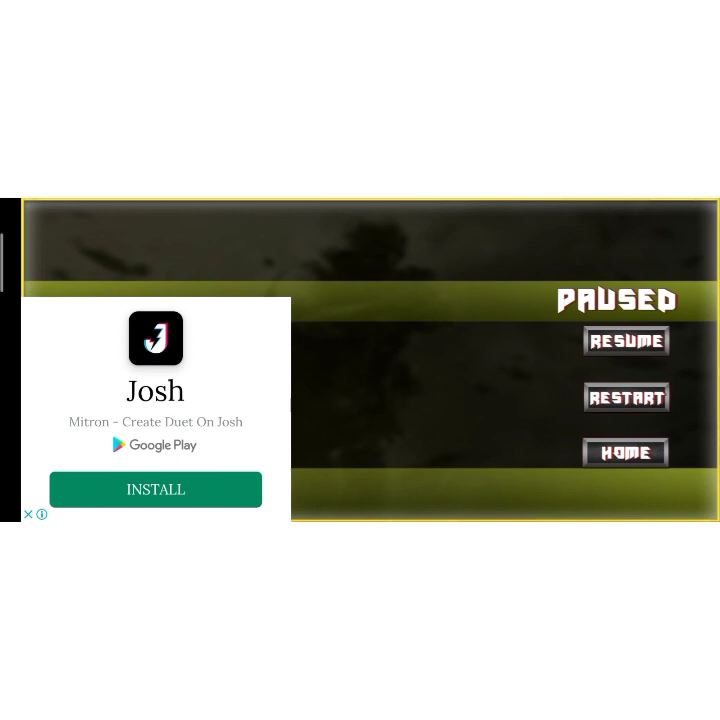 PAUSED
RESUME
RESTART
HOME
Josh
Mitron - Create Duet On Josh
Google Play
INSTALL